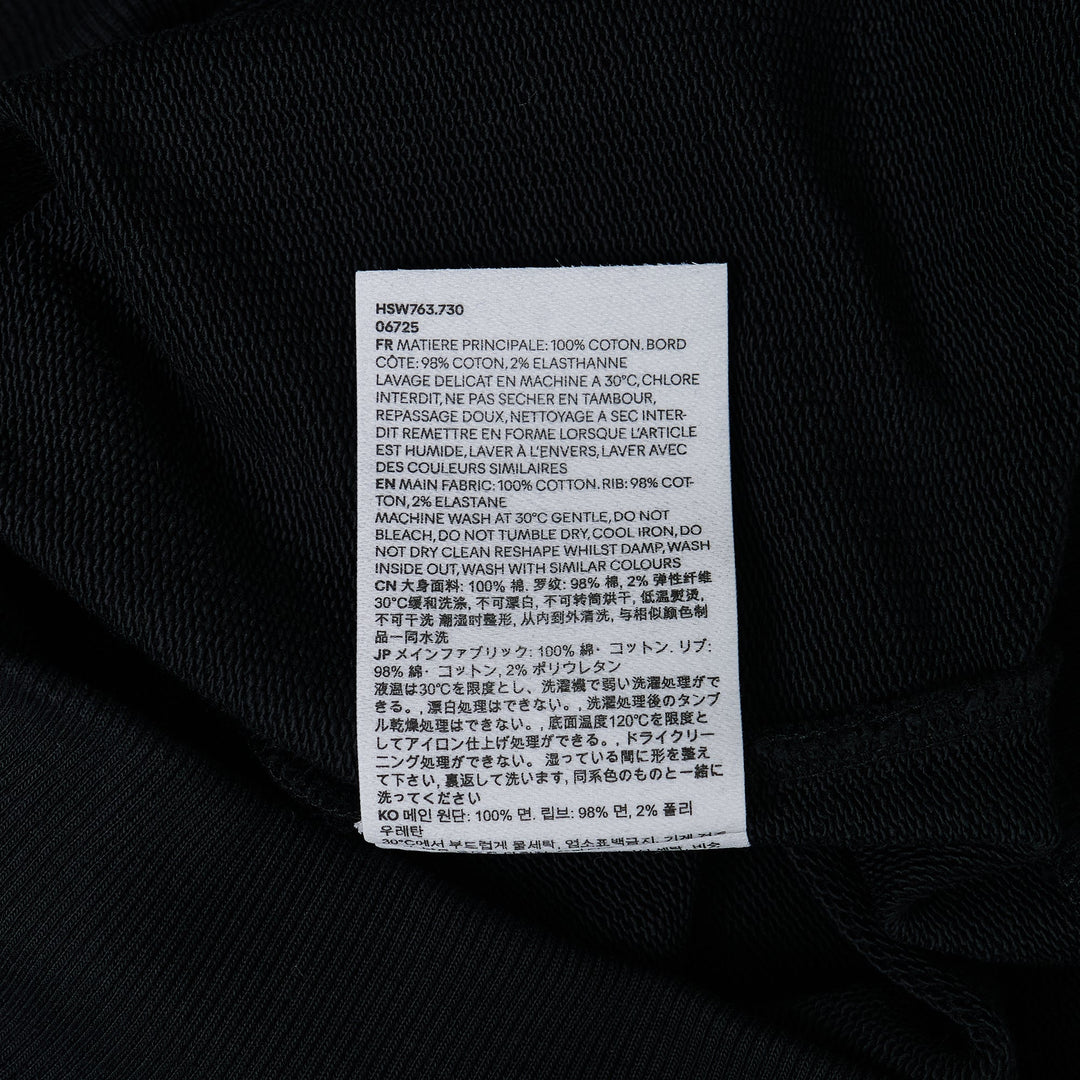 HSW763.730
06725
FR MATIERE PRINCIPALE: 100% COTON. BORD
CÔTE: 98% COTON, 2% ELASTHANNE
LAVAGE DELICAT EN MACHINE A 30°C, CHLORE
INTERDIT, NE PAS SECHER EN TAMBOUR,
REPASSAGE DOUX, NETTOYAGE A SEC INTER-
DIT REMETTRE EN FORME LORSQUE L'ARTICLE
EST HUMIDE, LAVER À L'ENVERS, LAVER AVEC
DES COULEURS SIMILAIRES
EN MAIN FABRIC: 100% COTTON. RIB: 98% COT-
TON, 2% ELASTANE
MACHINE WASH AT 30°C GENTLE, DO NOT
BLEACH, DO NOT TUMBLE DRY, COOL IRON, DO
NOT DRY CLEAN RESHAPE WHILST DAMP, WASH
INSIDE OUT, WASH WITH SIMILAR COLOURS
CN 大身面料: 100% 棉. 罗纹: 98% 棉, 2% 弹性纤维
30°C缓和洗涤, 不可漂白, 不可转筒烘干, 低温熨烫,
不可干洗 潮湿时整形, 从内到外清洗, 与相似颜色制
品一同水洗
JP メインファブリック: 100% 綿・コットン. リブ:
98% 綿・コットン, 2% ポリウレタン
液温は30℃を限度とし、洗濯機で弱い洗濯処理がで
きる。, 漂白処理はできない。, 洗濯処理後のタンブ
ル乾燥処理はできない。, 底面温度120℃を限度と
してアイロン仕上げ処理ができる。, ドライクリー
ニング処理ができない。 湿っている間に形を整え
て下さい, 裏返して洗います, 同系色のものと一緒に
洗ってください
KO 메인 원단: 100% 면. 립브: 98% 면, 2% 폴리
우레탄
30°C에서 부드럽게 물세탁, 염소표백금지,